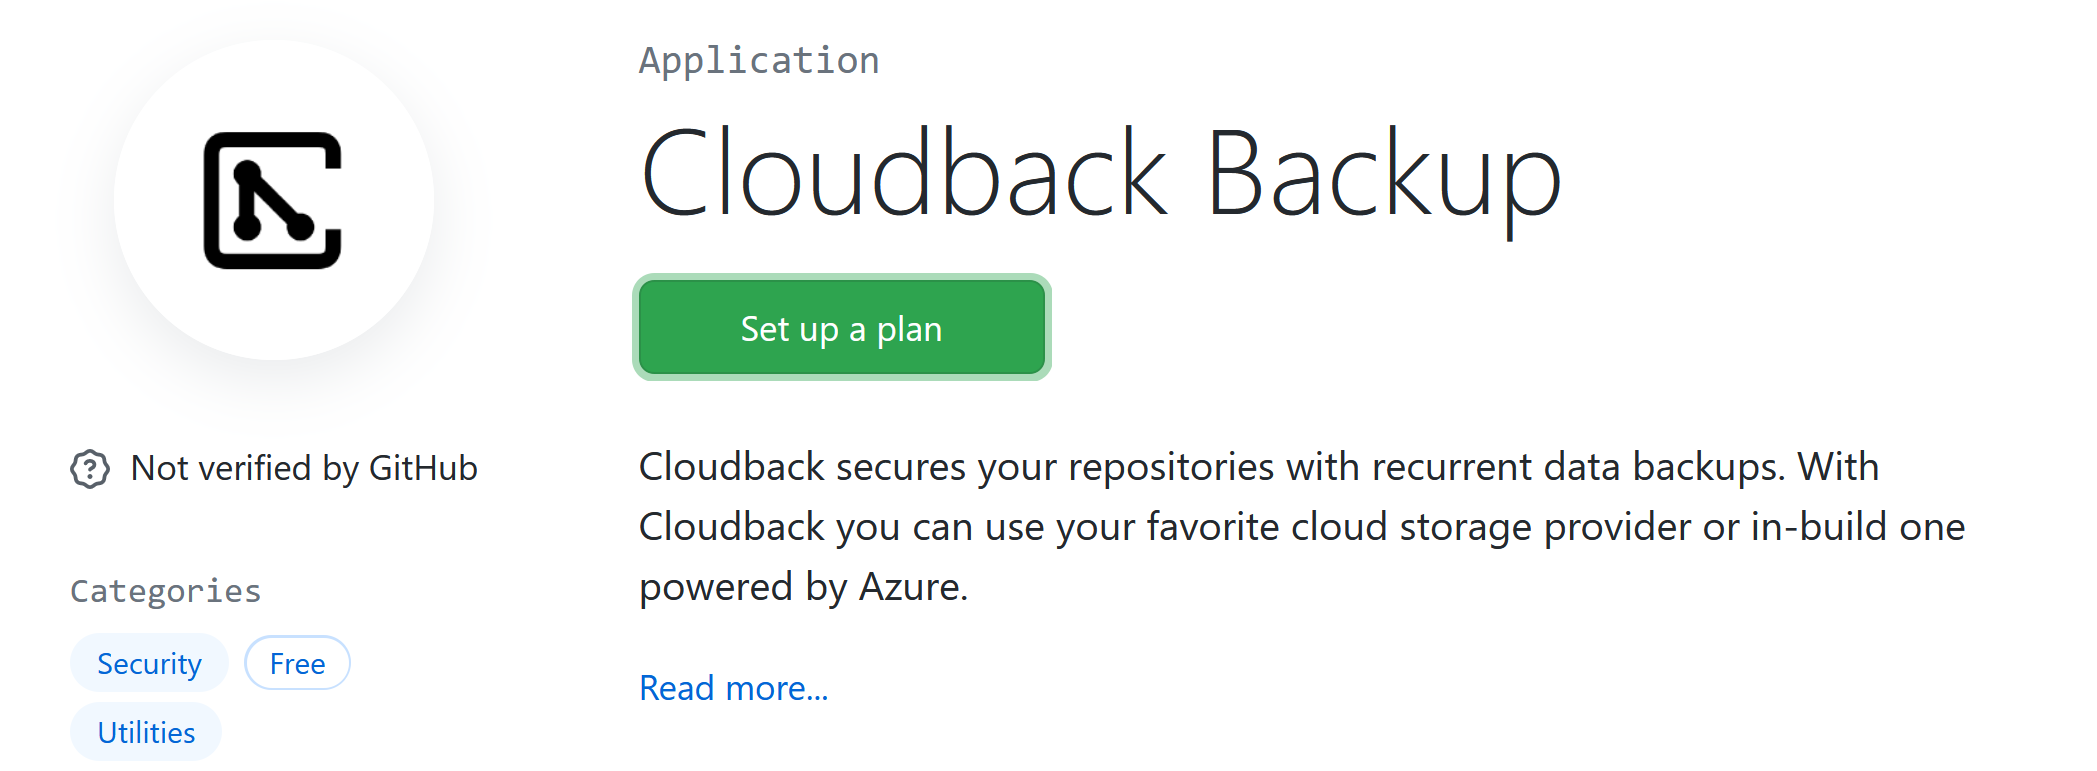 Application
Cloudback Backup
Set up a plan
Not verified by GitHub
Cloudback secures your repositories with recurrent data backups. With
Cloudback you can use your favorite cloud storage provider or in-build one
powered by Azure.
Read more...
Categories
Security
Free
Utilities